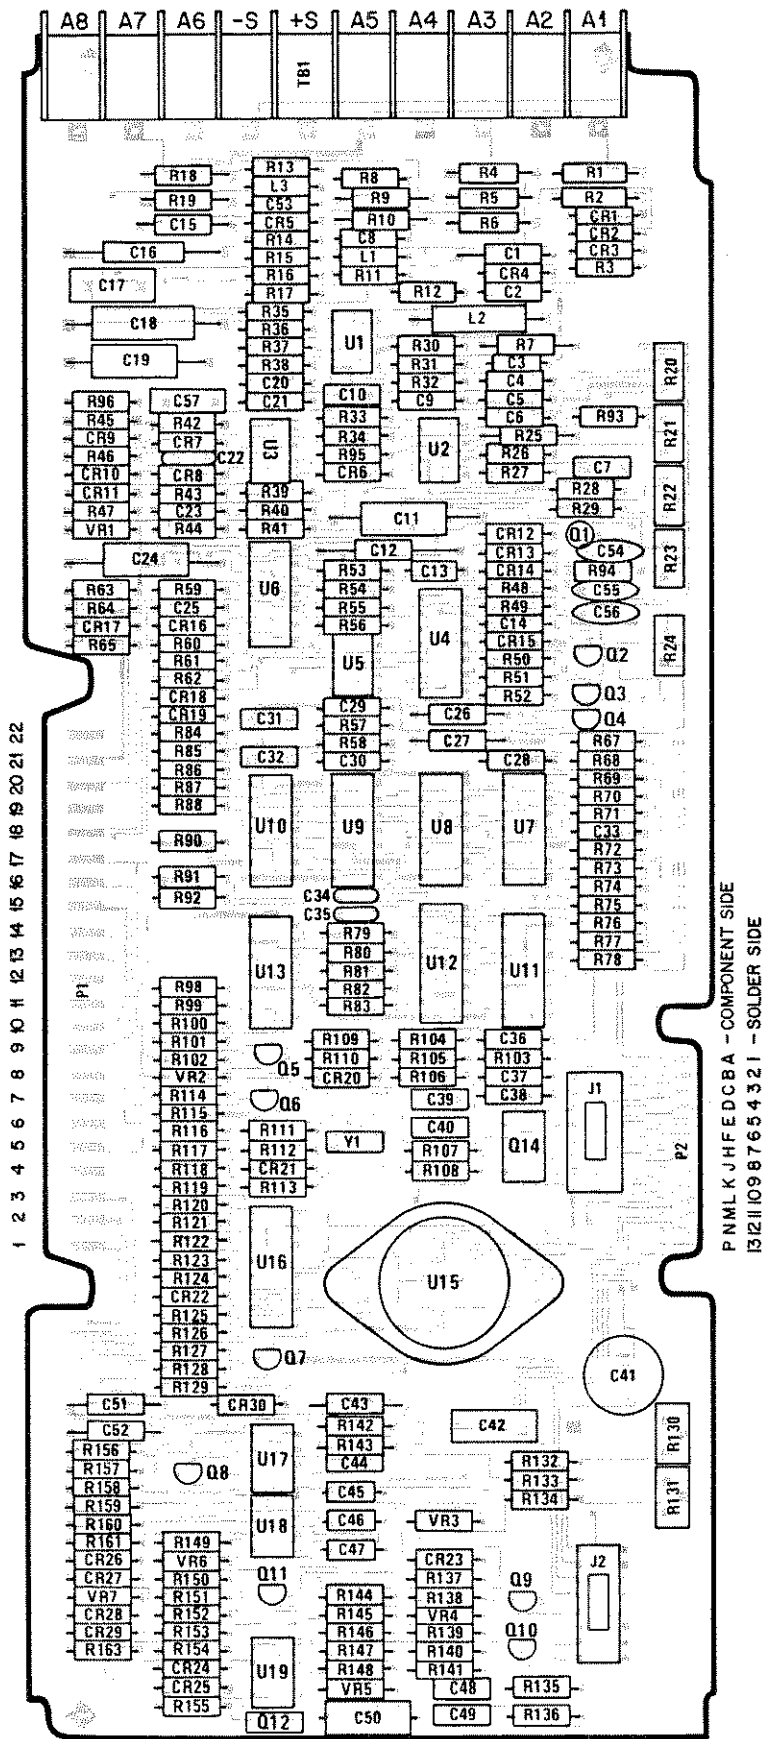 A8 A7 A6 -S +S A5 A4 A3 A2 A1
TB1
R18
R19
C15
C16
C17
C18
C19
R13
L3
C53
CR5
R14
R15
R16
R17
R35
R36
R37
R38
C20
C21
R8
R9
R10
C8
L1
R11
R12
R4
R5
R6
C1
CR4
C2
L2
R1
R2
CR1
CR2
CR3
R3
U1
R30
R31
R32
C9
R7
C3
C4
C5
C6
R25
R26
R27
R20
R21
R22
R23
R24
R93
C7
R28
R29
R96
R45
CR9
R46
CR10
CR11
R47
VR1
C57
R42
CR7
C22
CR8
R43
C23
R44
U3
R39
R40
R41
C10
R33
R34
R95
CR6
U2
C11
C12
C13
C24
U6
R53
R54
R55
R56
U5
U4
CR12
CR13
CR14
R48
R49
C14
CR15
R50
R51
R52
Q1
C54
R94
C55
C56
Q2
Q3
Q4
R63
R64
CR17
R65
R59
C25
CR16
R60
R61
R62
CR18
CR19
R84
R85
R86
R87
R88
R90
R91
R92
C31
C32
C29
R57
R58
C30
C26
C27
C28
R67
R68
R69
R70
R71
C33
R72
R73
R74
R75
R76
R77
R78
U10
U9
U8
U7
C34
C35
R79
R80
R81
R82
R83
U13
U12
U11
1 2 3 4 5 6 7 8 9 10 11 12 13 14 15 16 17 18 19 20 21 22
P1
R98
R99
R100
R101
R102
VR2
R114
R115
R116
R117
R118
R119
R120
R121
R122
R123
R124
CR22
R125
R126
R127
R128
R129
Q5
Q6
R111
R112
CR21
R113
U16
Q7
R109
R110
CR20
Y1
R104
R105
R106
C39
C40
R107
R108
C36
R103
C37
C38
Q14
J1
P2
PNMLKJHFEDCBA - COMPONENT SIDE
13121110987654321 - SOLDER SIDE
U15
C41
C51
C52
R156
R157
R158
R159
R160
R161
CR26
CR27
VR7
CR28
CR29
R163
CR30
Q8
R149
VR6
R150
R151
R152
R153
R154
CR24
CR25
R155
U17
U18
Q11
U19
Q12
C43
R142
R143
C44
C45
C46
C47
R144
R145
R146
R147
R148
VR5
C50
C42
VR3
CR23
R137
R138
VR4
R139
R140
R141
C48
C49
R132
R133
R134
Q9
Q10
R135
R136
R130
R131
J2